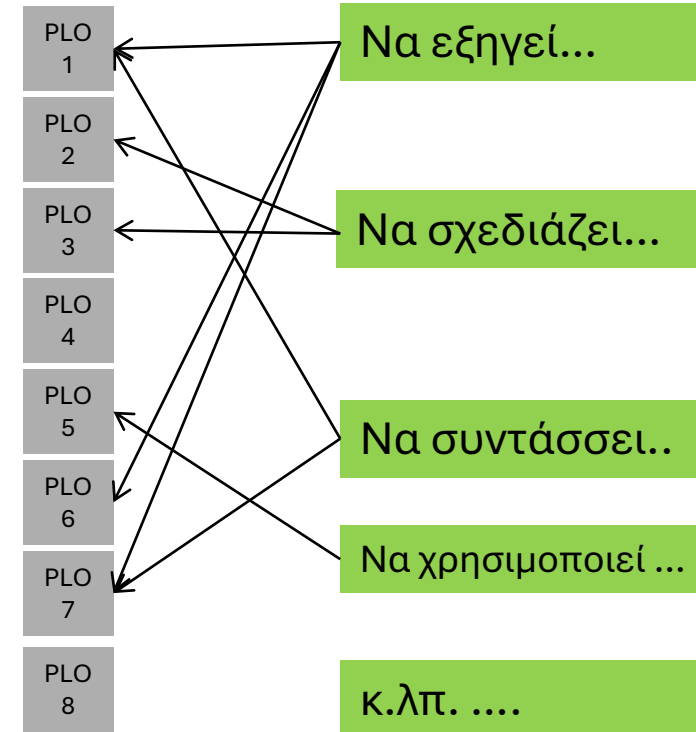 PLO
1
PLO
2
PLO
3
PLO
4
PLO
5
PLO
6
PLO
7
PLO
8
Να εξηγεί...
Να σχεδιάζει...
Να συντάσσει..
Να χρησιμοποιεί ...
κ.λπ. ....